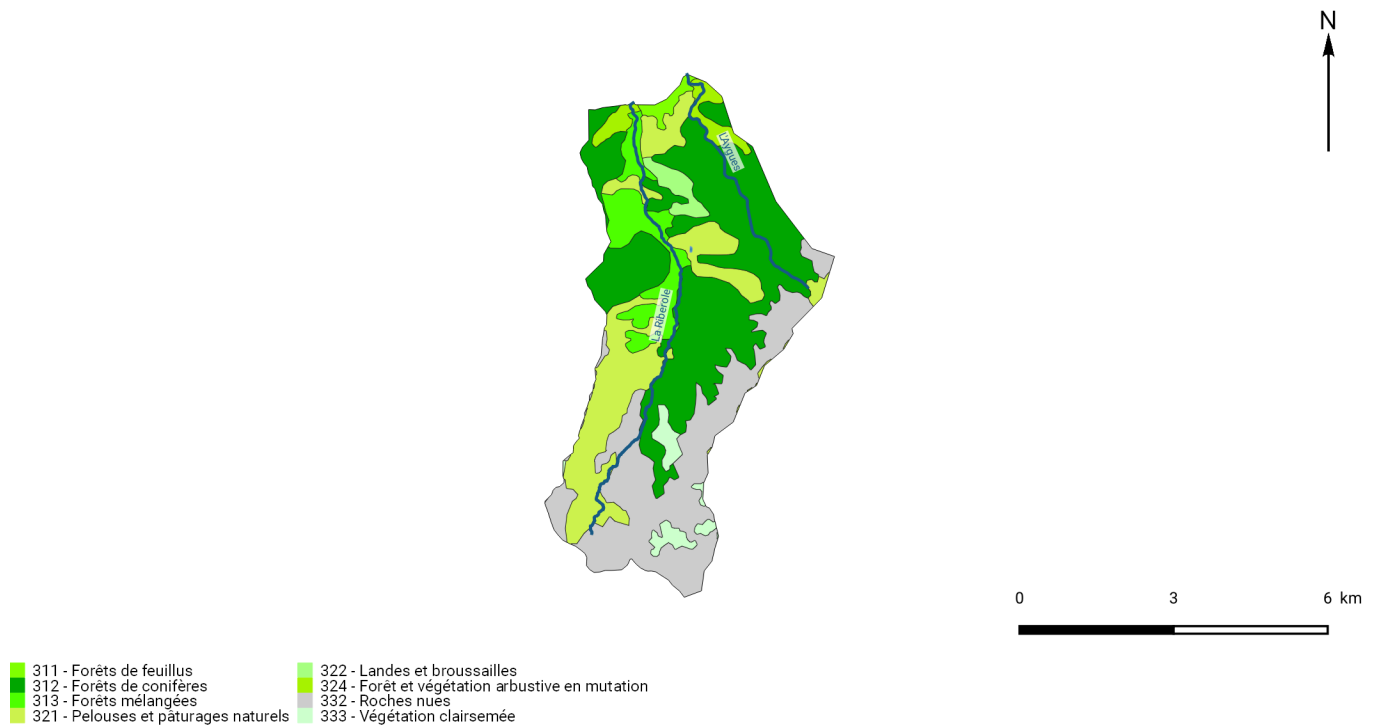 N
L'Aygues
La Riberole
0 3 6 km
311 - Forêts de feuillus
312 - Forêts de conifères
313 - Forêts mélangées
321 - Pelouses et pâturages naturels
322 - Landes et broussailles
324 - Forêt et végétation arbustive en mutation
332 - Roches nues
333 - Végétation clairsemée